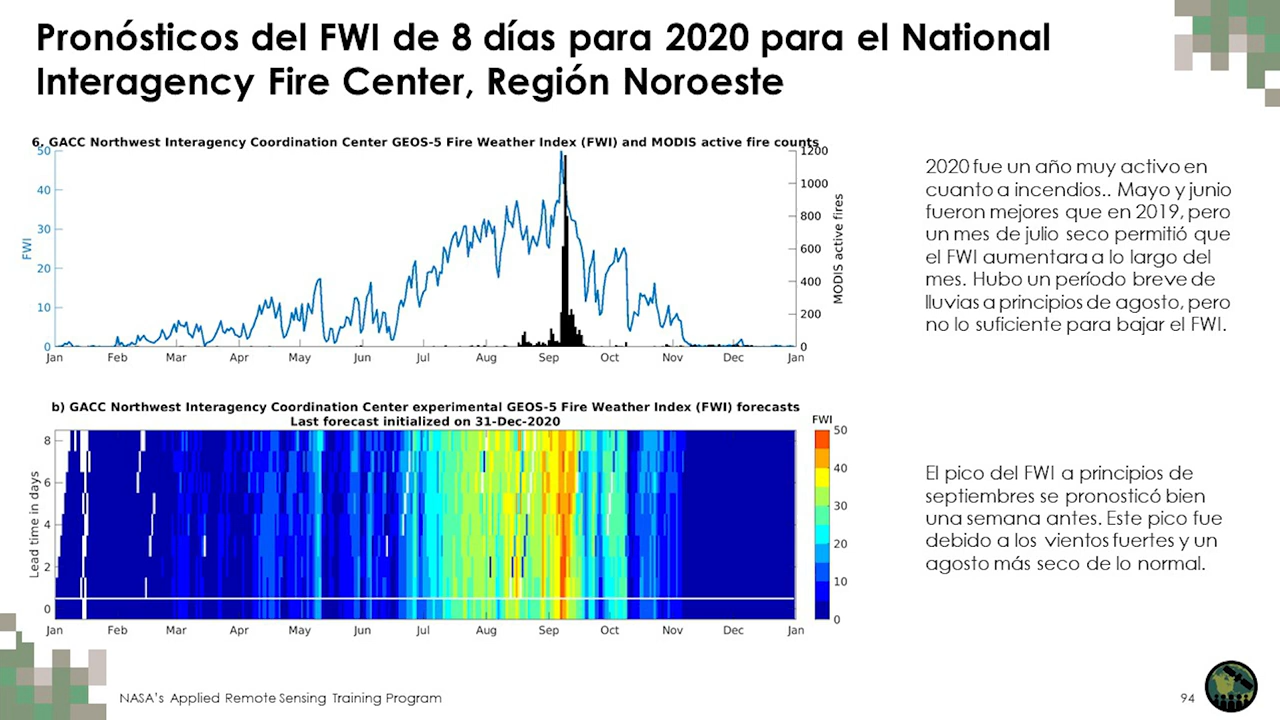 Pronósticos del FWI de 8 días para 2020 para el National
Interagency Fire Center, Región Noroeste
6. GACC Northwest Interagency Coordination Center GEOS-5 Fire Weather Index (FWI) and MODIS active fire counts
50
40
30
20
10
0
FWI
1200
1000
800
600
400
200
0
MODIS active fires
Jan Feb Mar Apr May Jun Jul Aug Sep Oct Nov Dec Jan
2020 fue un año muy activo en
cuanto a incendios.. Mayo y junio
fueron mejores que en 2019, pero
un mes de julio seco permitió que
el FWI aumentara a lo largo del
mes. Hubo un período breve de
lluvias a principios de agosto, pero
no lo suficiente para bajar el FWI.
b) GACC Northwest Interagency Coordination Center experimental GEOS-5 Fire Weather Index (FWI) forecasts
Last forecast initialized on 31-Dec-2020
8
6
4
2
0
Lead time in days
Jan Feb Mar Apr May Jun Jul Aug Sep Oct Nov Dec Jan
FWI
50
40
30
20
10
0
El pico del FWI a principios de
septiembres se pronosticó bien
una semana antes. Este pico fue
debido a los vientos fuertes y un
agosto más seco de lo normal.
NASA's Applied Remote Sensing Training Program
94